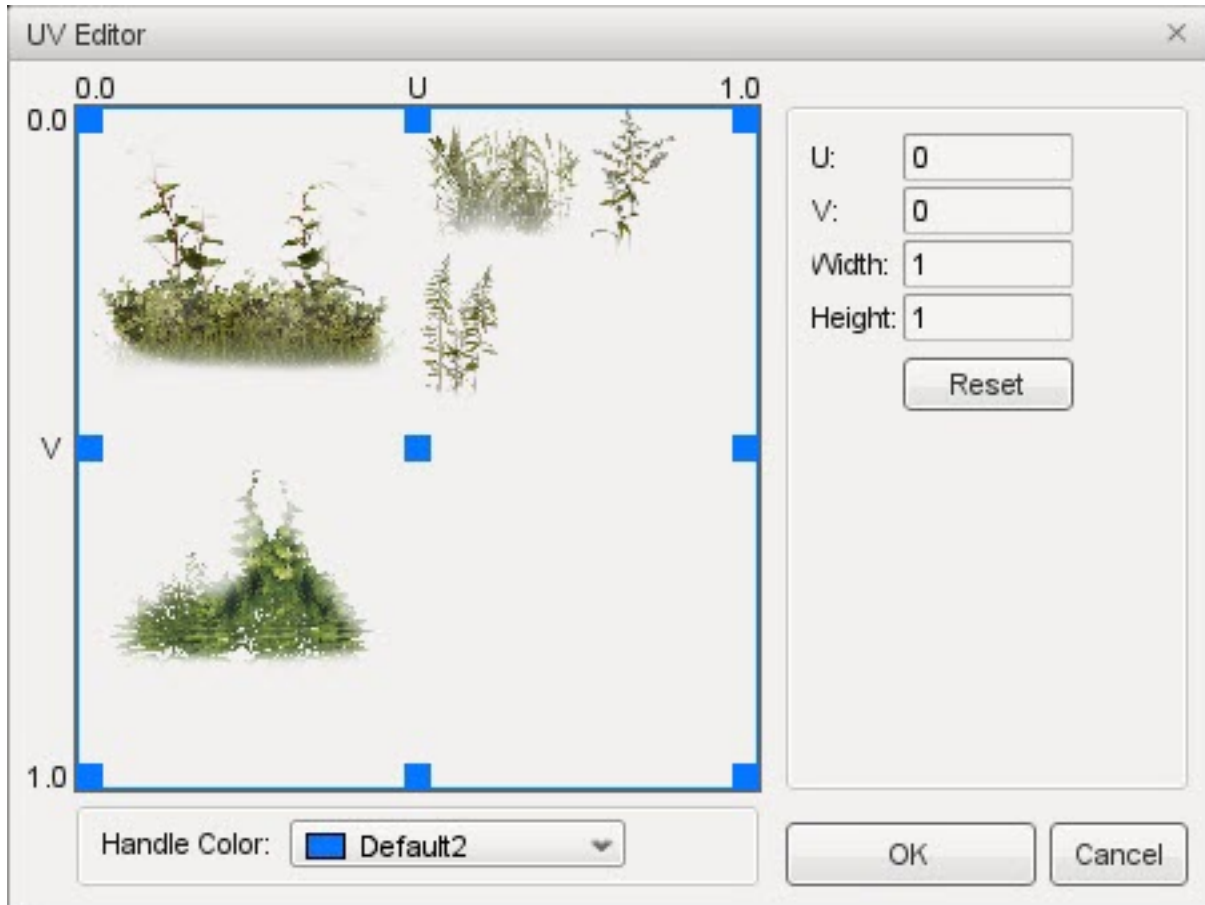 UV Editor
0.0 U 1.0
0.0
U: 0
V: 0
Width: 1
Height: 1
Reset
V
1.0
Handle Color: Default2
OK Cancel